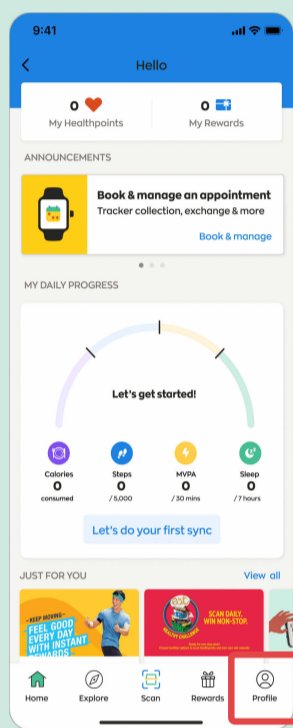 9:41
Hello
0
0
My Healthpoints
My Rewards
ANNOUNCEMENTS
Book & manage an appointment
Tracker collection, exchange & more
Book & manage
MY DAILY PROGRESS
Let's get started!
Calories
Steps
MVPA
Sleep
0
0
0
0
consumed
/ 5,000
/ 30 mins
/ 7 hours
Let's do your first sync
JUST FOR YOU
View all
KEEP MOVING
FEEL GOOD
EVERY DAY
WITH INSTANT
REWARDS
HEALTHY CHALLENGE
SCAN DAILY.
WIN NON-STOP.
Home
Explore
Scan
Rewards
Profile